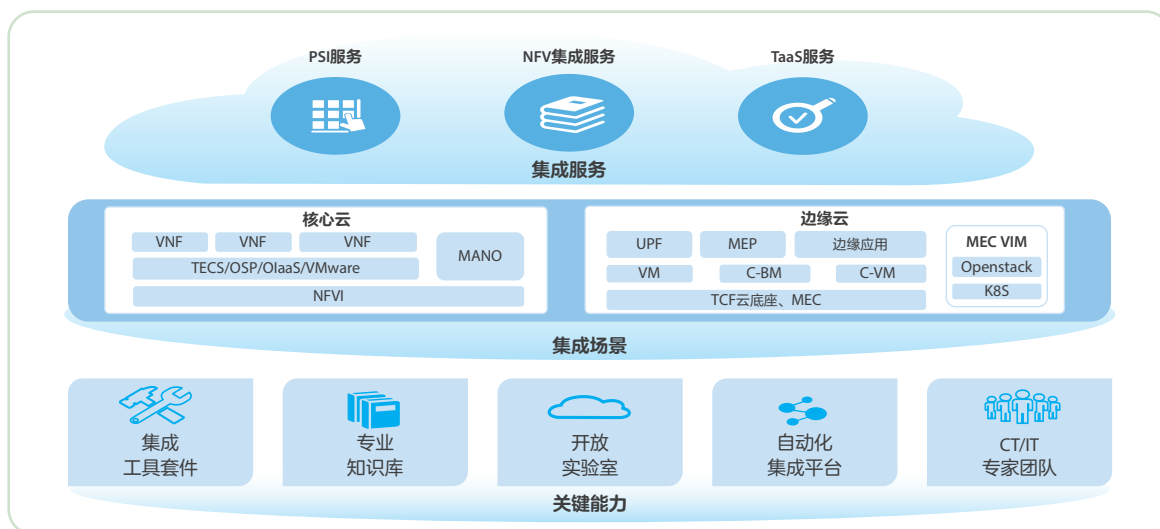 PSI服务
NFV集成服务
TaaS服务
集成服务
核心云
VNF
VNF
VNF
TECS/OSP/OIaaS/VMware
MANO
NFVI
边缘云
UPF
MEP
边缘应用
VM
C-BM
C-VM
TCF云底座、MEC
MEC VIM
Openstack
K8S
集成场景
集成
工具套件
专业
知识库
开放
实验室
自动化
集成平台
CT/IT
专家团队
关键能力